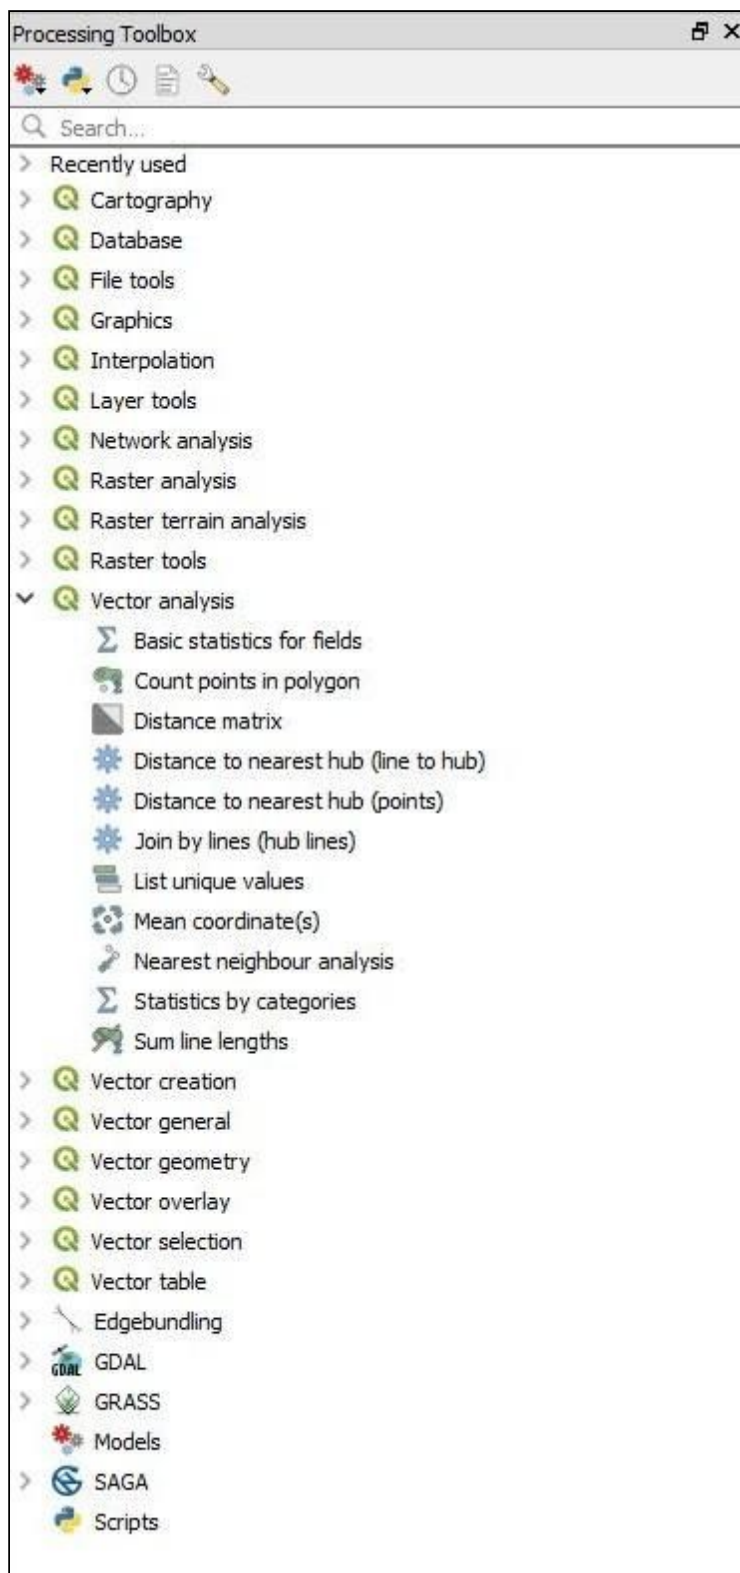 Processing Toolbox
Search...
Recently used
Cartography
Database
File tools
Graphics
Interpolation
Layer tools
Network analysis
Raster analysis
Raster terrain analysis
Raster tools
Vector analysis
Basic statistics for fields
Count points in polygon
Distance matrix
Distance to nearest hub (line to hub)
Distance to nearest hub (points)
Join by lines (hub lines)
List unique values
Mean coordinate(s)
Nearest neighbour analysis
Statistics by categories
Sum line lengths
Vector creation
Vector general
Vector geometry
Vector overlay
Vector selection
Vector table
Edgebundling
GDAL GDAL
GRASS
Models
SAGA
Scripts